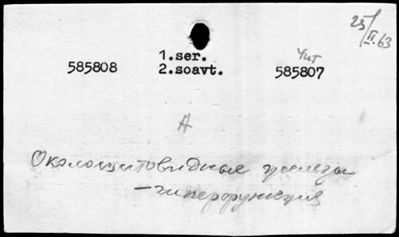 25/II.63
1.ser.
Чит
585808 2.soavt. 585807
А
Околощитовидные железы
—гиперфункция